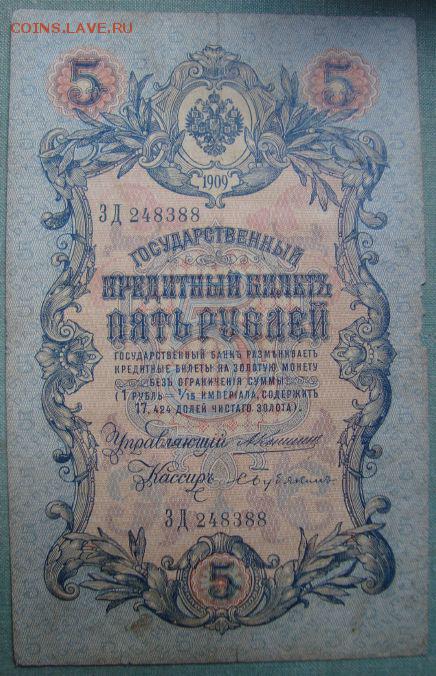 COINS.LAVE.RU
5 5
1909
ЗД 248388
ГОСУДАРСТВЕННЫЙ
КРЕДИТНЫЙ БИЛЕТЪ
ПЯТЬ РУБЛЕЙ
ГОСУДАРСТВЕННЫЙ БАНКЪ РАЗМѢНИВАЕТЪ
КРЕДИТНЫЕ БИЛЕТЫ НА ЗОЛОТУЮ МОНЕТУ
БЕЗЪ ОГРАНИЧЕНІЯ СУММЫ
(1 РУБЛЬ = 1/15 ИМПЕРІАЛА, СОДЕРЖИТЪ
17,424 ДОЛЕЙ ЧИСТАГО ЗОЛОТА).
Управляющій
Кассиръ
ЗД 248388
5